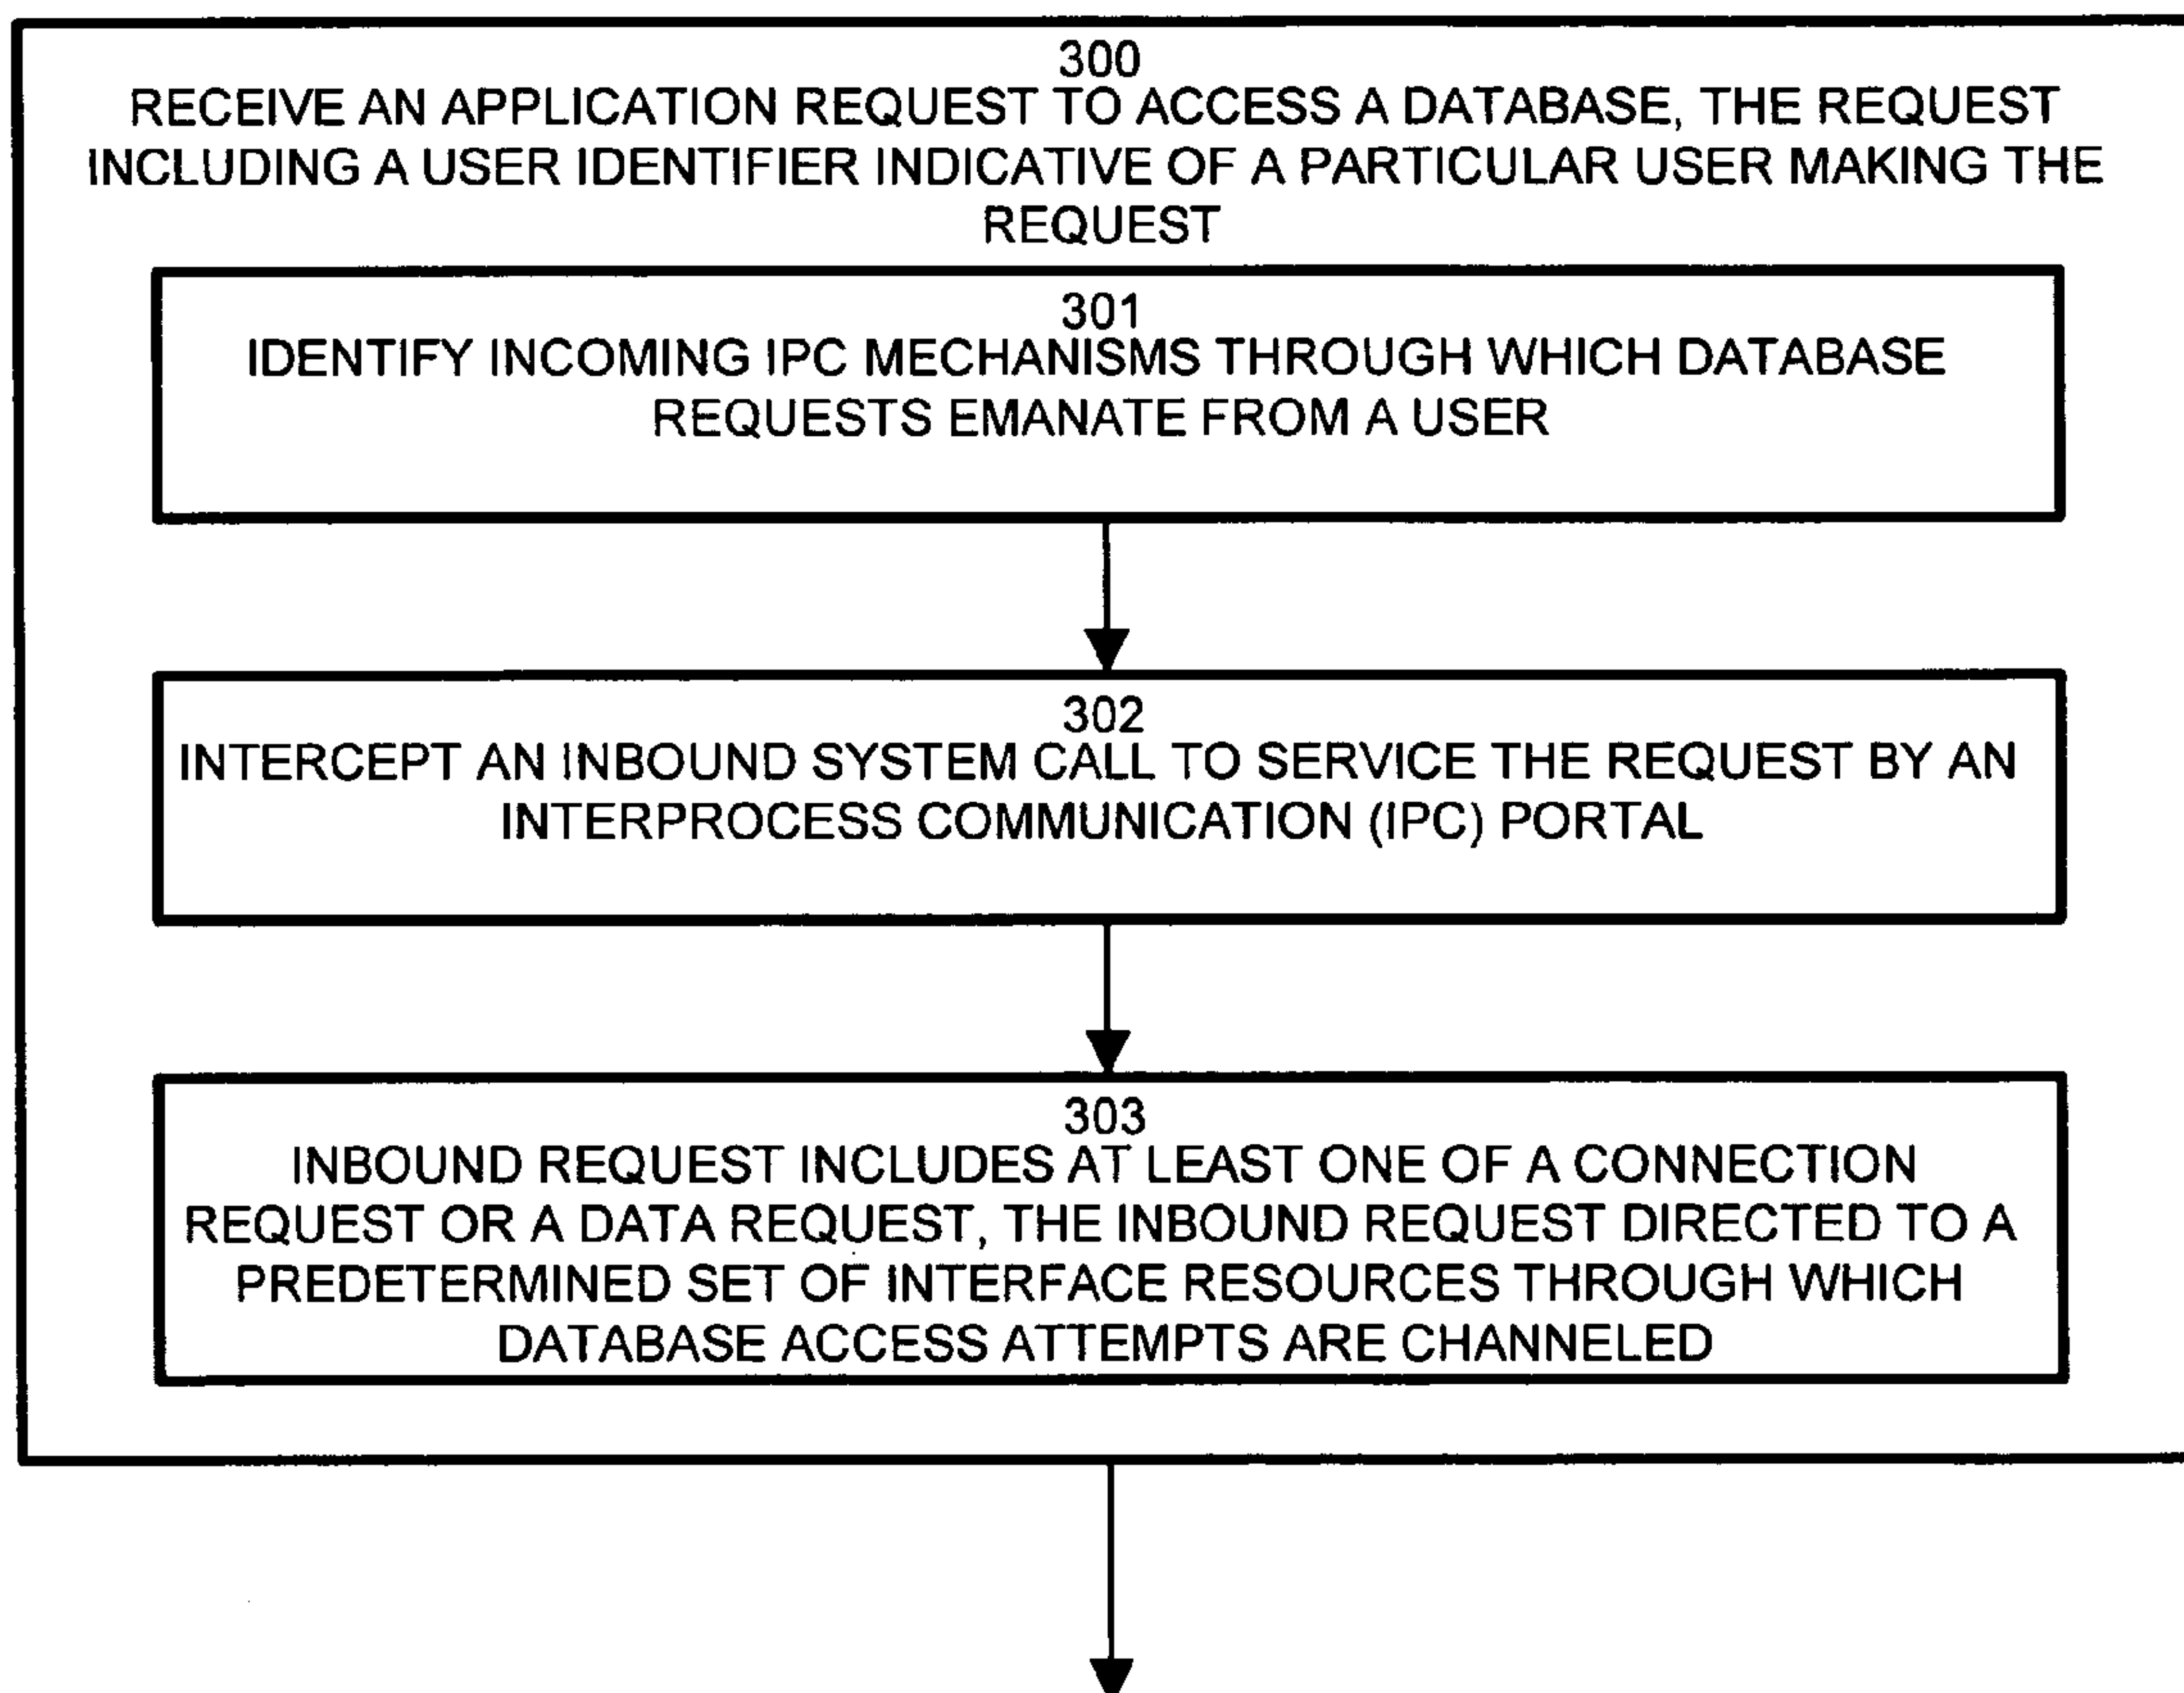 300
RECEIVE AN APPLICATION REQUEST TO ACCESS A DATABASE, THE REQUEST
INCLUDING A USER IDENTIFIER INDICATIVE OF A PARTICULAR USER MAKING THE
REQUEST
301
IDENTIFY INCOMING IPC MECHANISMS THROUGH WHICH DATABASE
REQUESTS EMANATE FROM A USER
302
INTERCEPT AN INBOUND SYSTEM CALL TO SERVICE THE REQUEST BY AN
INTERPROCESS COMMUNICATION (IPC) PORTAL
303
INBOUND REQUEST INCLUDES AT LEAST ONE OF A CONNECTION
REQUEST OR A DATA REQUEST, THE INBOUND REQUEST DIRECTED TO A
PREDETERMINED SET OF INTERFACE RESOURCES THROUGH WHICH
DATABASE ACCESS ATTEMPTS ARE CHANNELED